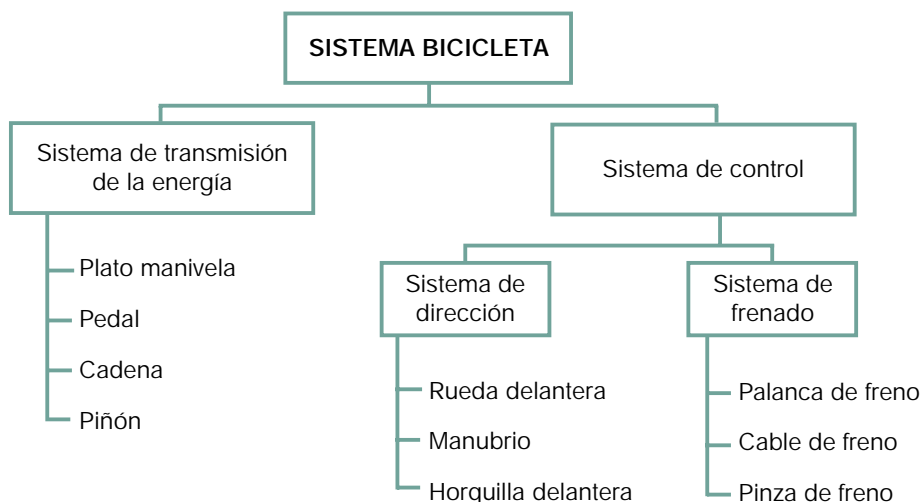 SISTEMA BICICLETA
Sistema de transmisión
de la energía
Plato manivela
Pedal
Cadena
Piñón
Sistema de control
Sistema de
dirección
Rueda delantera
Manubrio
Horquilla delantera
Sistema de
frenado
Palanca de freno
Cable de freno
Pinza de freno